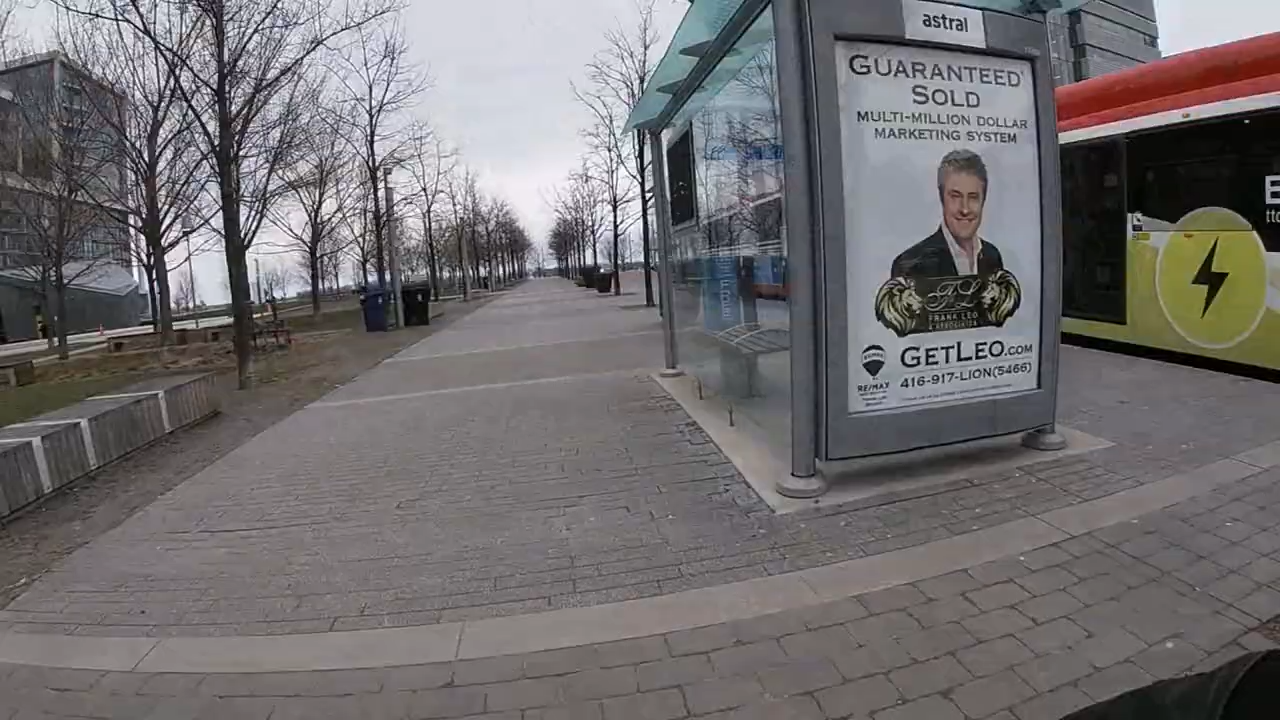 astral
GUARANTEED
SOLD
MULTI-MILLION DOLLAR
MARKETING SYSTEM
FL
FRANK LEO
& ASSOCIATES
GETLEO.COM
RE/MAX
416-917-LION(5466)